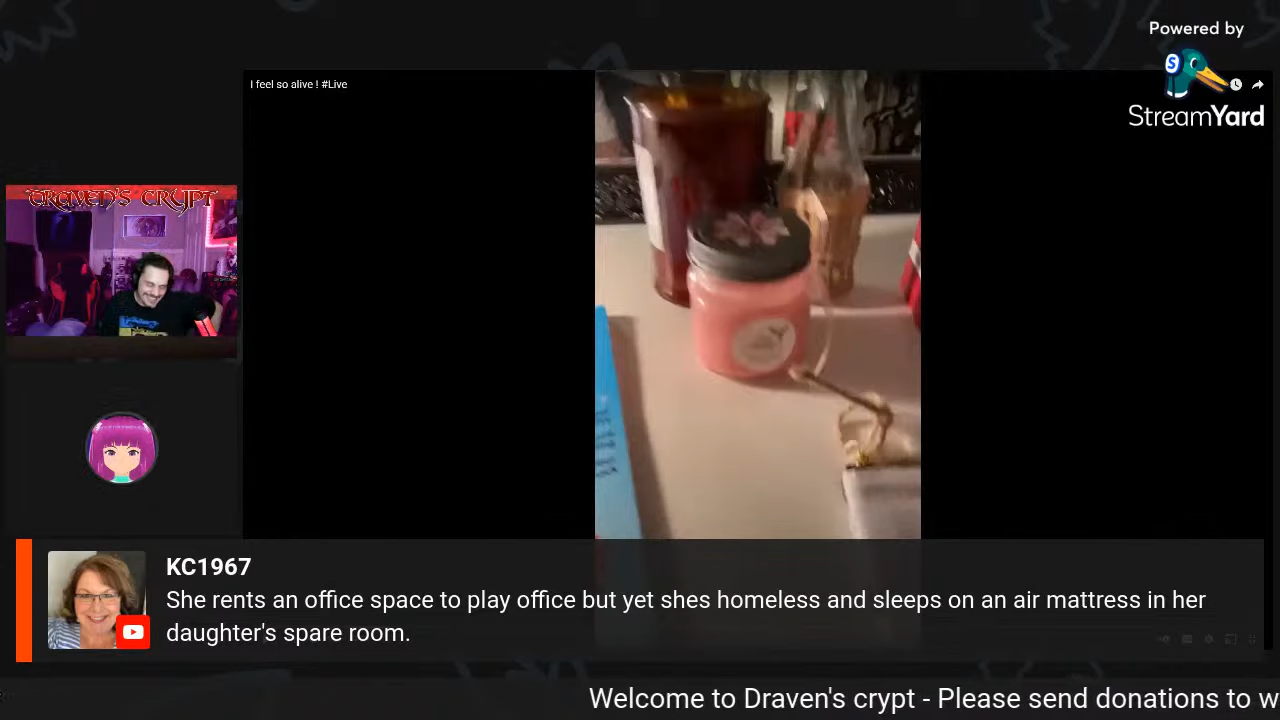 Powered by
StreamYard
I feel so alive ! #Live
DRAVEN'S CRYPT
KC1967
She rents an office space to play office but yet shes homeless and sleeps on an air mattress in her
daughter's spare room.
Welcome to Draven's crypt - Please send donations to w